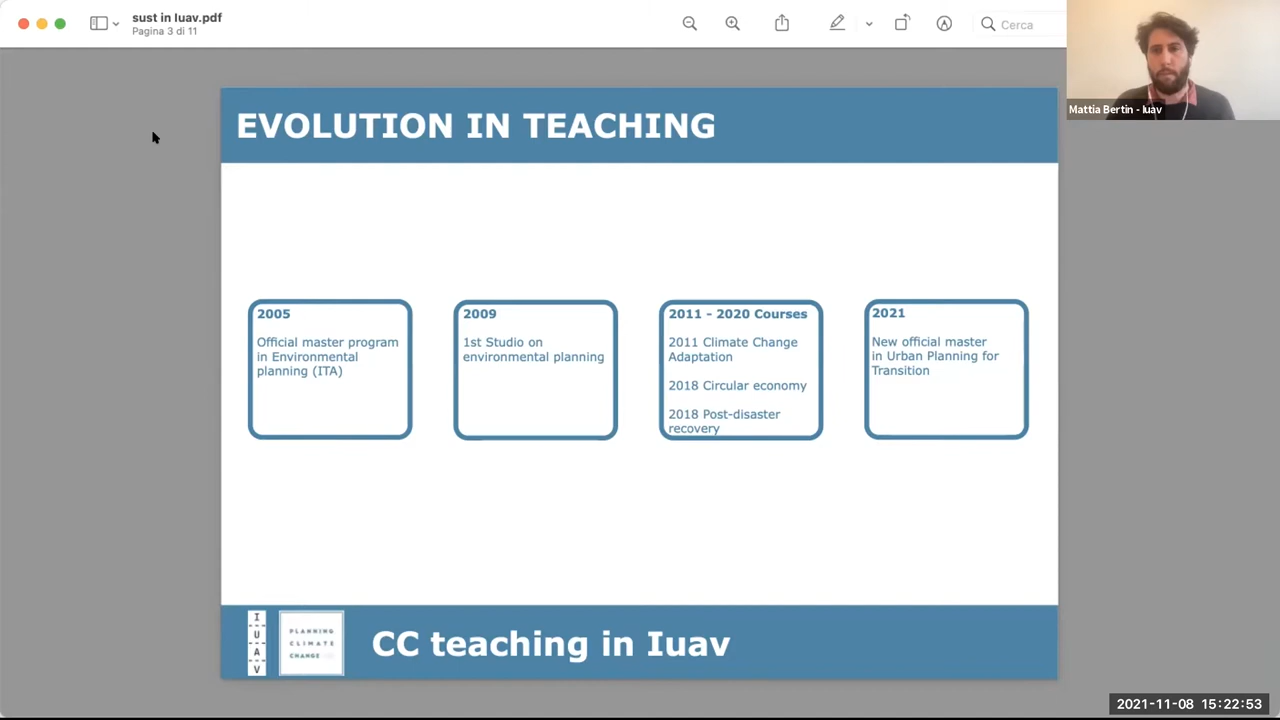 sust in Iuav.pdf
Pagina 3 di 11
Cerca
Mattia Bertin - Iuav
EVOLUTION IN TEACHING
2005
Official master program
in Environmental
planning (ITA)
2009
1st Studio on
environmental planning
2011 - 2020 Courses
2011 Climate Change
Adaptation
2018 Circular economy
2018 Post-disaster
recovery
2021
New official master
in Urban Planning for
Transition
I
U
A
V
PLANNING
CLIMATE
CHANGE
CC teaching in Iuav
2021-11-08 15:22:53